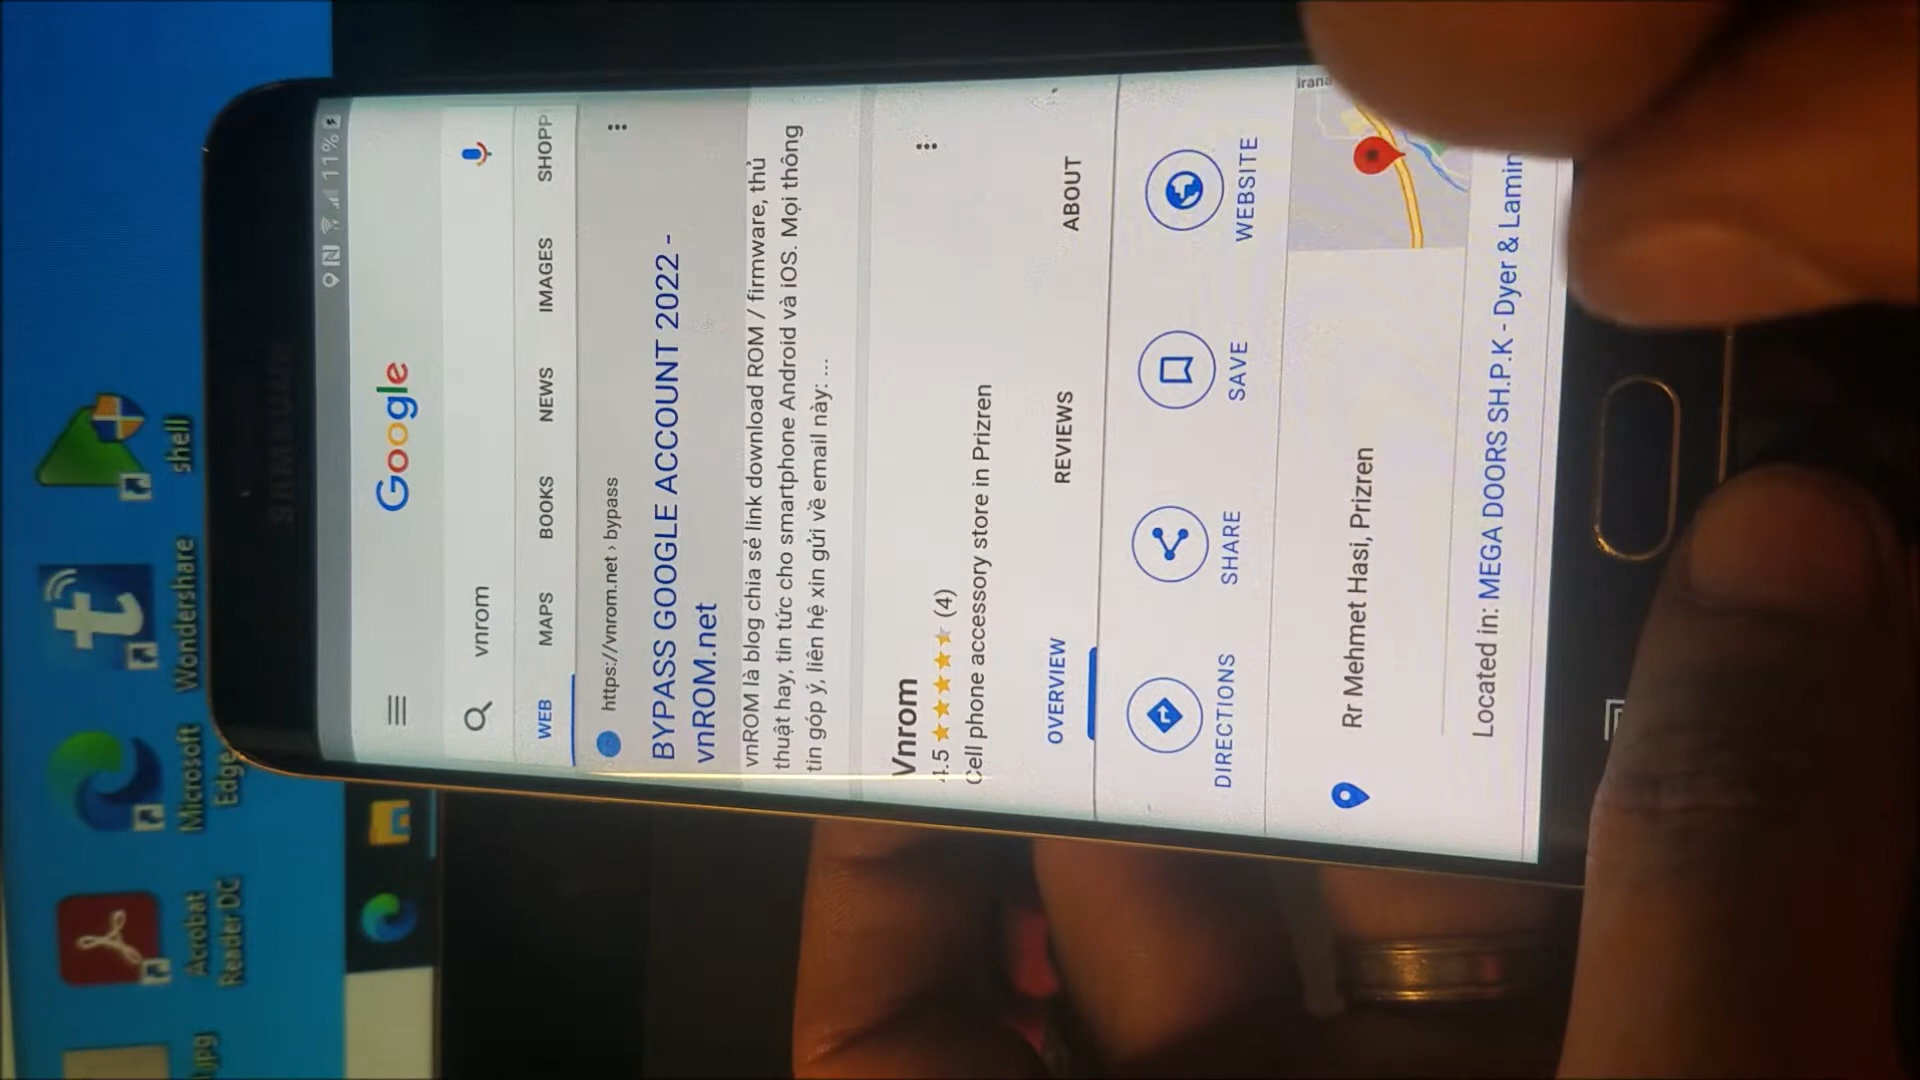 SAMSUNG
11%
Google
vnrom
WEB MAPS BOOKS NEWS IMAGES SHOPP
https://vnrom.net › bypass
BYPASS GOOGLE ACCOUNT 2022 -
vnROM.net
vnROM là blog chia sẻ link download ROM / firmware, thủ
thuật hay, tin tức cho smartphone Android và iOS. Mọi thông
tin góp ý, liên hệ xin gửi về email này: ...
Vnrom
4.5 (4)
Cell phone accessory store in Prizren
OVERVIEW REVIEWS ABOUT
DIRECTIONS SHARE SAVE WEBSITE
irana
Rr Mehmet Hasi, Prizren
Located in: MEGA DOORS SH.P.K - Dyer & Lamin
Acrobat
Reader DC
Microsoft
Edge
Wondershare
shell